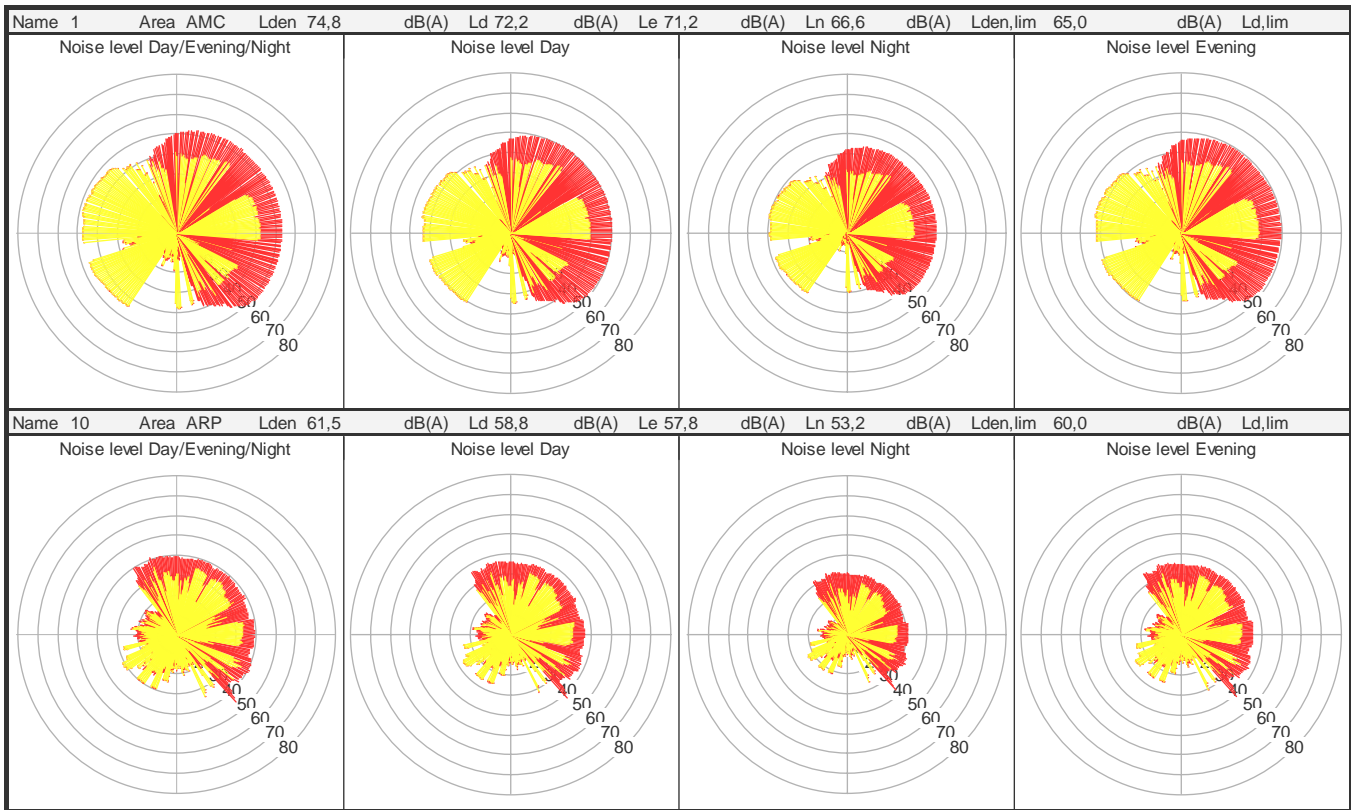 Name 1 Area AMC Lden 74,8 dB(A) Ld 72,2 dB(A) Le 71,2 dB(A) Ln 66,6 dB(A) Lden,lim 65,0 dB(A) Ld,lim
Noise level Day/Evening/Night Noise level Day Noise level Night Noise level Evening
40 40 40 40
50 50 50 50
60 60 60 60
70 70 70 70
80 80 80 80
Name 10 Area ARP Lden 61,5 dB(A) Ld 58,8 dB(A) Le 57,8 dB(A) Ln 53,2 dB(A) Lden,lim 60,0 dB(A) Ld,lim
Noise level Day/Evening/Night Noise level Day Noise level Night Noise level Evening
30
40 40 40 40
50 50 50 50
60 60 60 60
70 70 70 70
80 80 80 80